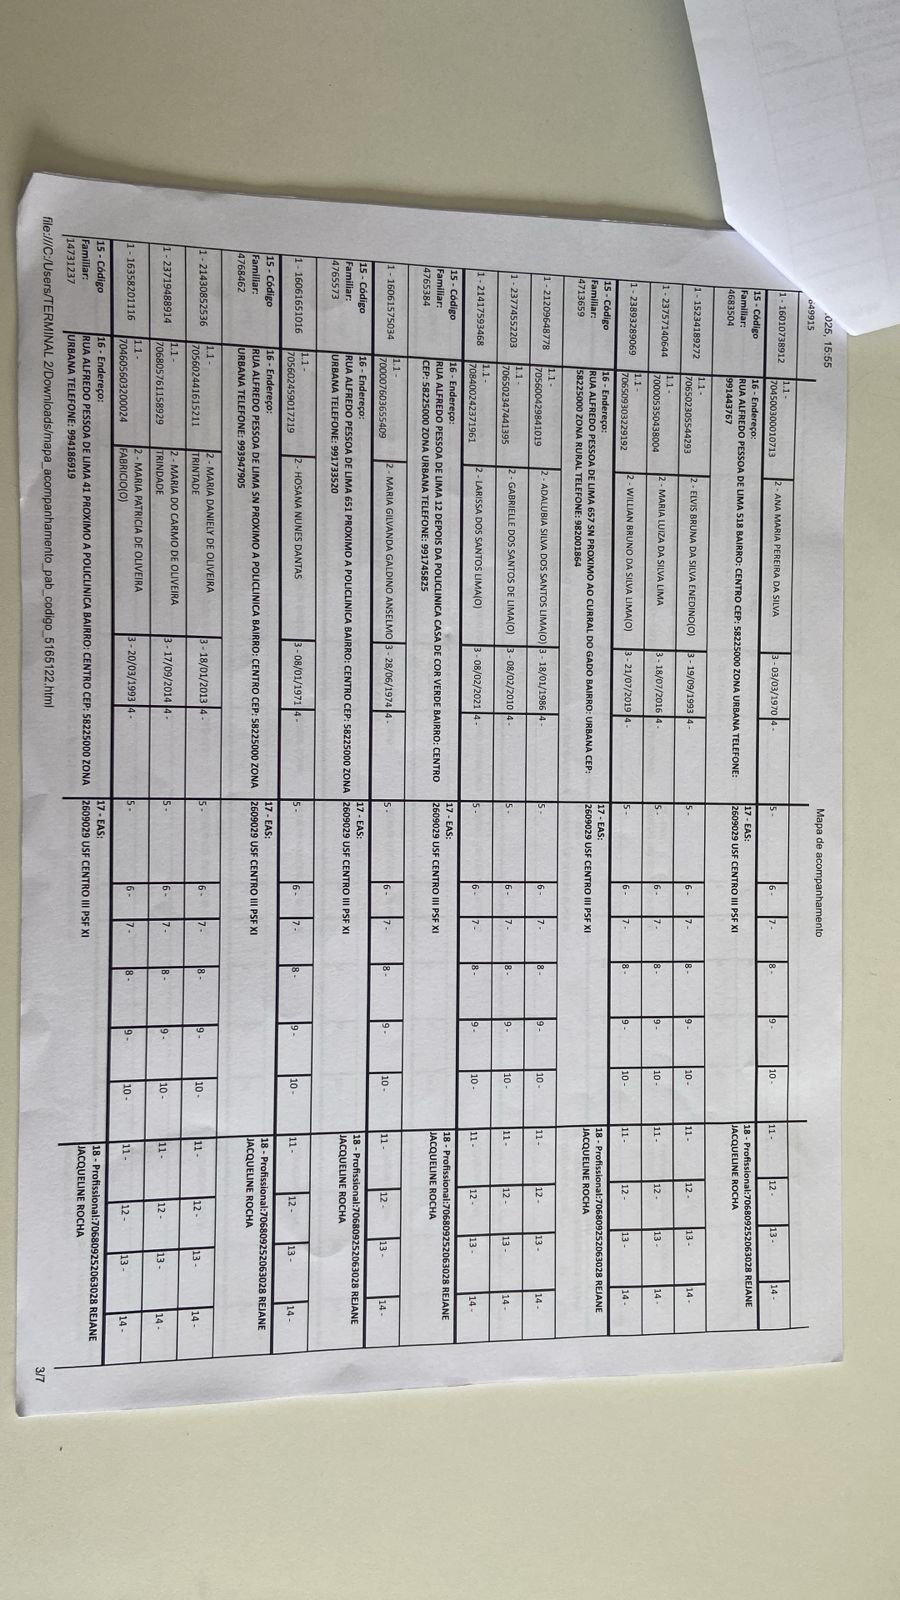 025, 15:55
Mapa de acompanhamento
849915
1 - 16010738912 1.1 - 704500300010713 2 - ANA MARIA PEREIRA DA SILVA 3 - 03/03/1970 4 - 5 - 6 - 7 - 8 - 9 - 10 - 11 - 12 - 13 - 14 -
15 - Código Familiar: 4683504
16 - Endereço:
RUA ALFREDO PESSOA DE LIMA 518 BAIRRO: CENTRO CEP: 58225000 ZONA URBANA TELEFONE:
991443767
17 - EAS:
2609029 USF CENTRO III PSF XI
18 - Profissional:706809252063028 REJANE
JACQUELINE ROCHA
1 - 15234189272 1.1 - 706502305544293 2 - ELVIS BRUNA DA SILVA ENEDINO(O) 3 - 19/09/1993 4 - 5 - 6 - 7 - 8 - 9 - 10 - 11 - 12 - 13 - 14 -
1 - 23757140644 1.1 - 700005350438004 2 - MARIA LUIZA DA SILVA LIMA 3 - 18/07/2016 4 - 5 - 6 - 7 - 8 - 9 - 10 - 11 - 12 - 13 - 14 -
1 - 23893289069 1.1 - 706509303229192 2 - WILLIAN BRUNO DA SILVA LIMA(O) 3 - 21/07/2019 4 - 5 - 6 - 7 - 8 - 9 - 10 - 11 - 12 - 13 - 14 -
15 - Código Familiar: 4713659
16 - Endereço:
RUA ALFREDO PESSOA DE LIMA 657 SN PROXIMO AO CURRAL DO GADO BAIRRO: URBANA CEP:
58225000 ZONA RURAL TELEFONE: 982001864
17 - EAS:
2609029 USF CENTRO III PSF XI
18 - Profissional:706809252063028 REJANE
JACQUELINE ROCHA
1 - 21209648778 1.1 - 705000429841019 2 - ADALUBIA SILVA DOS SANTOS LIMA(O) 3 - 18/01/1986 4 - 5 - 6 - 7 - 8 - 9 - 10 - 11 - 12 - 13 - 14 -
1 - 23774552203 1.1 - 706502347441395 2 - GABRIELLE DOS SANTOS DE LIMA(O) 3 - 08/02/2010 4 - 5 - 6 - 7 - 8 - 9 - 10 - 11 - 12 - 13 - 14 -
1 - 21417593468 1.1 - 708400242371961 2 - LARISSA DOS SANTOS LIMA(O) 3 - 08/02/2021 4 - 5 - 6 - 7 - 8 - 9 - 10 - 11 - 12 - 13 - 14 -
15 - Código Familiar: 4765384
16 - Endereço:
RUA ALFREDO PESSOA DE LIMA 12 DEPOIS DA POLICLINICA CASA DE COR VERDE BAIRRO: CENTRO
CEP: 58225000 ZONA URBANA TELEFONE: 991745825
17 - EAS:
2609029 USF CENTRO III PSF XI
18 - Profissional:706809252063028 REJANE
JACQUELINE ROCHA
1 - 16061575034 1.1 - 700007603655409 2 - MARIA GILVANDA GALDINO ANSELMO 3 - 28/06/1974 4 - 5 - 6 - 7 - 8 - 9 - 10 - 11 - 12 - 13 - 14 -
15 - Código Familiar: 4765573
16 - Endereço:
RUA ALFREDO PESSOA DE LIMA 651 PROXIMO A POLICLINICA BAIRRO: CENTRO CEP: 58225000 ZONA
URBANA TELEFONE: 991733520
17 - EAS:
2609029 USF CENTRO III PSF XI
18 - Profissional:706809252063028 REJANE
JACQUELINE ROCHA
1 - 16061651016 1.1 - 705602459017219 2 - HOSANA NUNES DANTAS 3 - 08/01/1971 4 - 5 - 6 - 7 - 8 - 9 - 10 - 11 - 12 - 13 - 14 -
15 - Código Familiar: 4768462
16 - Endereço:
RUA ALFREDO PESSOA DE LIMA SN PROXIMO A POLICLINICA BAIRRO: CENTRO CEP: 58225000 ZONA
URBANA TELEFONE: 993947905
17 - EAS:
2609029 USF CENTRO III PSF XI
18 - Profissional:706809252063028 REJANE
JACQUELINE ROCHA
1 - 21430852536 1.1 - 705602441615211 2 - MARIA DANIELY DE OLIVEIRA TRINTADE 3 - 18/01/2013 4 - 5 - 6 - 7 - 8 - 9 - 10 - 11 - 12 - 13 - 14 -
1 - 23719488914 1.1 - 706805761158929 2 - MARIA DO CARMO DE OLIVEIRA TRINDADE 3 - 17/09/2014 4 - 5 - 6 - 7 - 8 - 9 - 10 - 11 - 12 - 13 - 14 -
1 - 16358201116 1.1 - 704605603200024 2 - MARIA PATRICIA DE OLIVEIRA FABRICIO(O) 3 - 20/03/1993 4 - 5 - 6 - 7 - 8 - 9 - 10 - 11 - 12 - 13 - 14 -
15 - Código Familiar: 14731237
16 - Endereço:
RUA ALFREDO PESSOA DE LIMA 41 PROXIMO A POLICLINICA BAIRRO: CENTRO CEP: 58225000 ZONA
URBANA TELEFONE: 994186919
17 - EAS:
2609029 USF CENTRO III PSF XI
18 - Profissional:706809252063028 REJANE
JACQUELINE ROCHA
file:///C:/Users/TERMINAL 2/Downloads/mapa_acompanhamento_pab_codigo_5165122.html
3/7